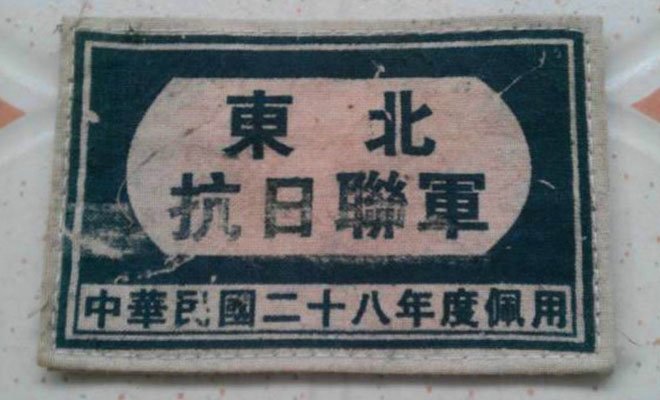 東北
抗日聯軍
中華民國二十八年度佩用